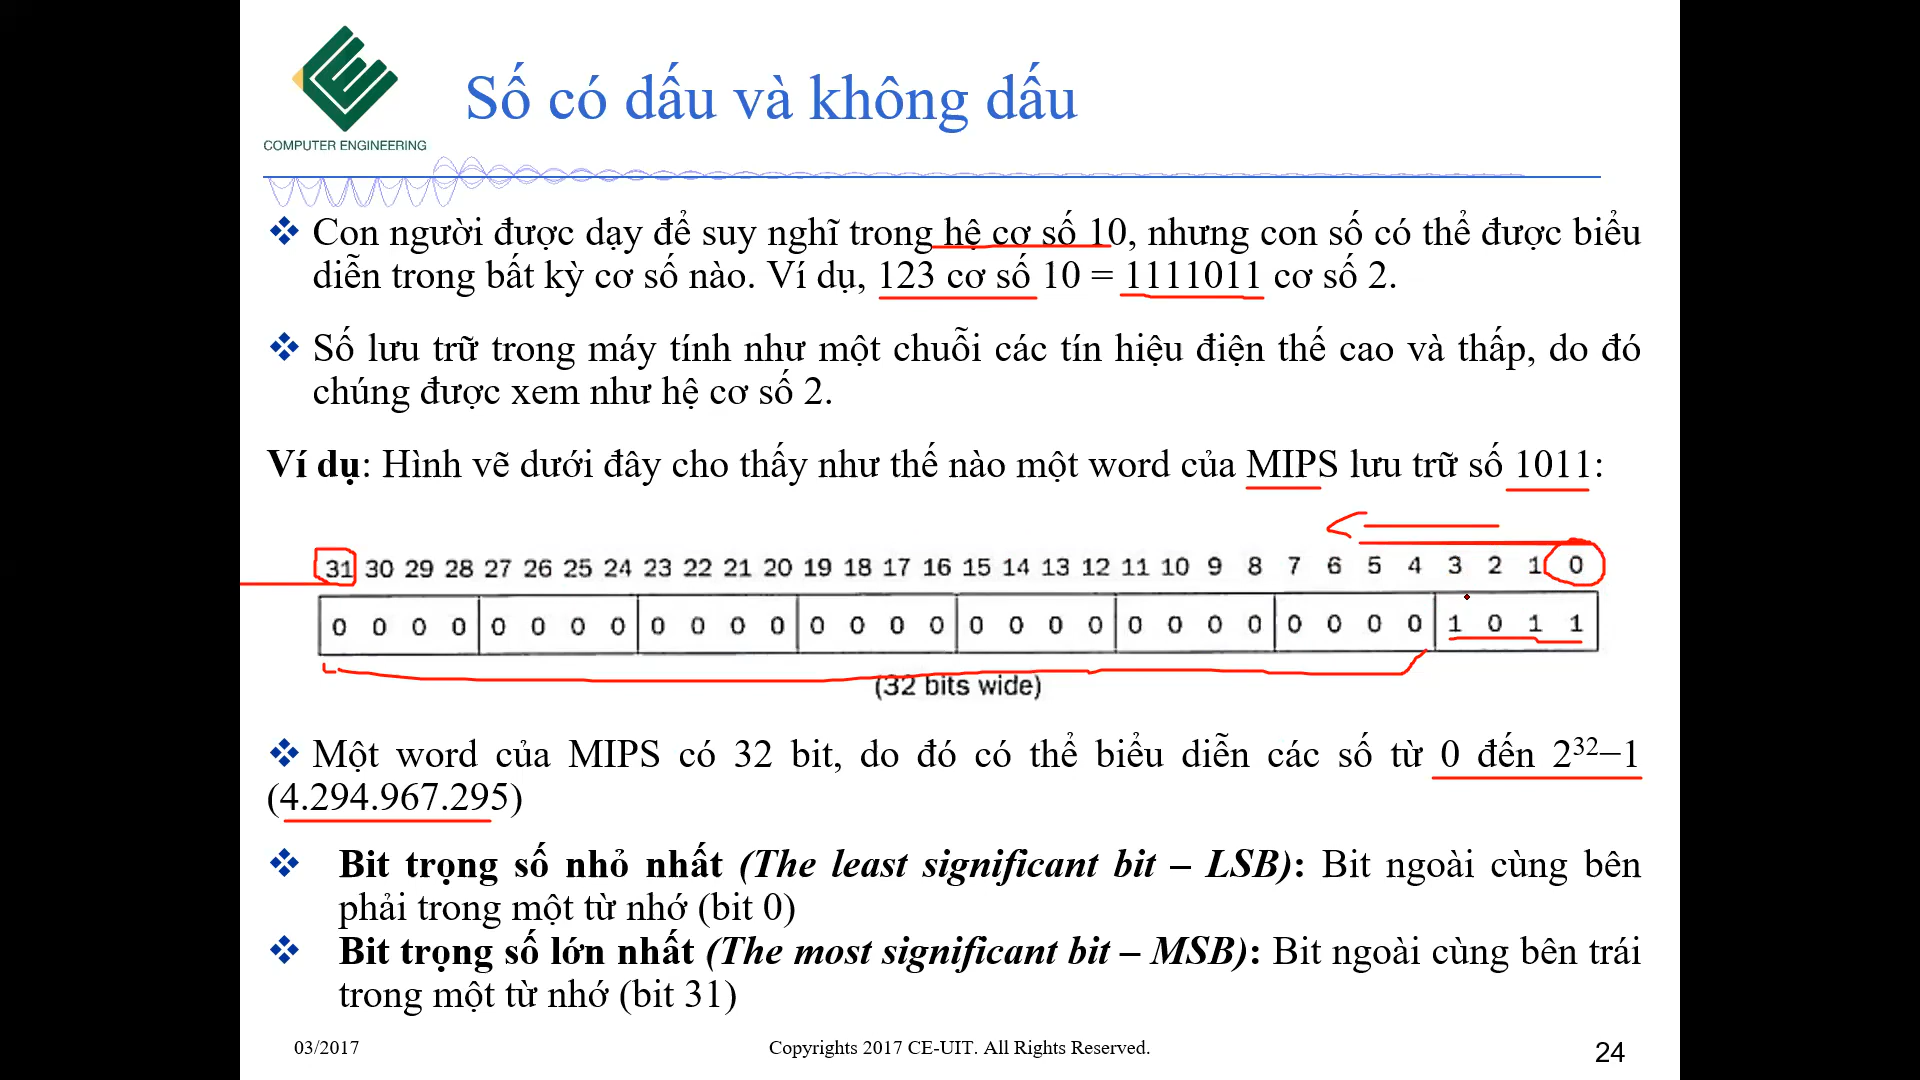 COMPUTER ENGINEERING
Số có dấu và không dấu
Con người được dạy để suy nghĩ trong hệ cơ số 10, nhưng con số có thể được biểu
diễn trong bất kỳ cơ số nào. Ví dụ, 123 cơ số 10 = 1111011 cơ số 2.
Số lưu trữ trong máy tính như một chuỗi các tín hiệu điện thế cao và thấp, do đó
chúng được xem như hệ cơ số 2.
Ví dụ: Hình vẽ dưới đây cho thấy như thế nào một word của MIPS lưu trữ số 1011:
31 30 29 28 27 26 25 24 23 22 21 20 19 18 17 16 15 14 13 12 11 10 9 8 7 6 5 4 3 2 1 0
0 0 0 0 0 0 0 0 0 0 0 0 0 0 0 0 0 0 0 0 0 0 0 0 0 0 0 0 1 0 1 1
(32 bits wide)
Một word của MIPS có 32 bit, do đó có thể biểu diễn các số từ 0 đến 2³²–1
(4.294.967.295)
Bit trọng số nhỏ nhất (The least significant bit – LSB): Bit ngoài cùng bên
phải trong một từ nhớ (bit 0)
Bit trọng số lớn nhất (The most significant bit – MSB): Bit ngoài cùng bên trái
trong một từ nhớ (bit 31)
03/2017
Copyrights 2017 CE-UIT. All Rights Reserved.
24